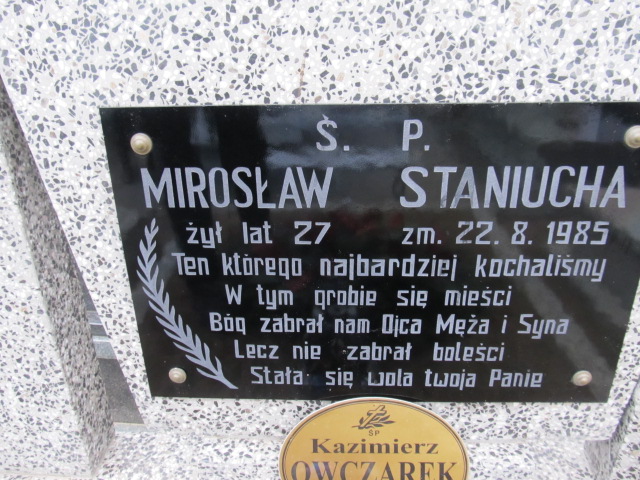 Ś. P.
MIROSŁAW STANIUCHA
żył lat 27 zm. 22. 8. 1985
Ten którego najbardziej kochaliśmy
W tym grobie się mieści
Bóg zabrał nam Ojca Męża i Syna
Lecz nie zabrał boleści
Stała się wola twoja Panie
ŚP
Kazimierz
OWCZAREK